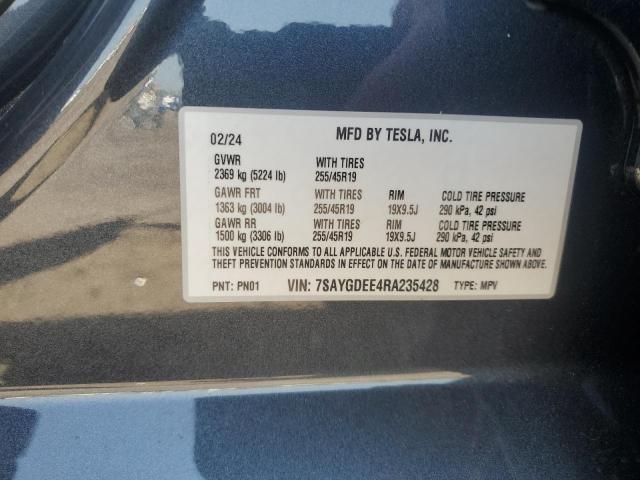 02/24 MFD BY TESLA, INC.
GVWR WITH TIRES
2369 kg (5224 lb) 255/45R19
GAWR FRT WITH TIRES RIM COLD TIRE PRESSURE
1363 kg (3004 lb) 255/45R19 19X9.5J 290 kPa, 42 psi
GAWR RR WITH TIRES RIM COLD TIRE PRESSURE
1500 kg (3306 lb) 255/45R19 19X9.5J 290 kPa, 42 psi
THIS VEHICLE CONFORMS TO ALL APPLICABLE U.S. FEDERAL MOTOR VEHICLE SAFETY AND
THEFT PREVENTION STANDARDS IN EFFECT ON THE DATE OF MANUFACTURE SHOWN ABOVE.
PNT: PN01 VIN: 7SAYGDEE4RA235428 TYPE: MPV